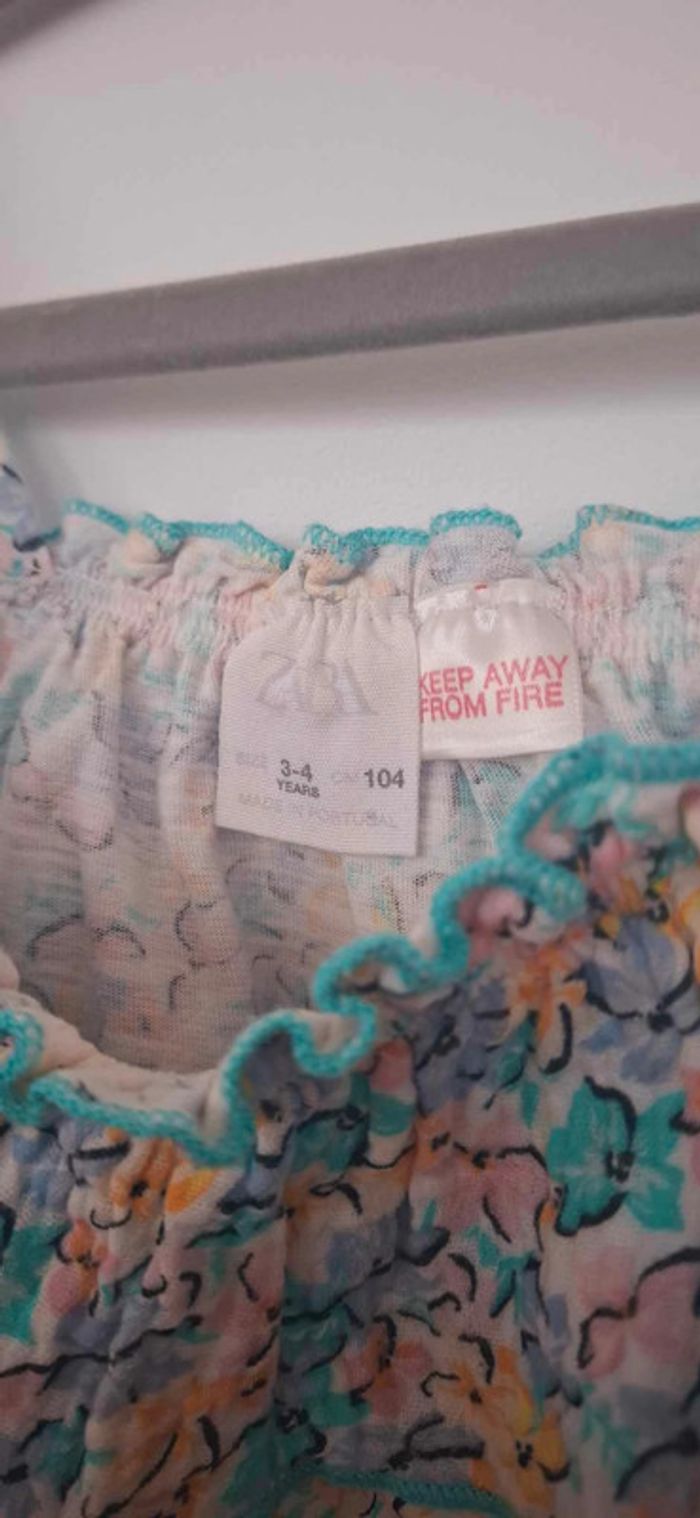 ZARA
SIZE 3-4 YEARS CM 104
MADE IN PORTUGAL
KEEP AWAY
FROM FIRE